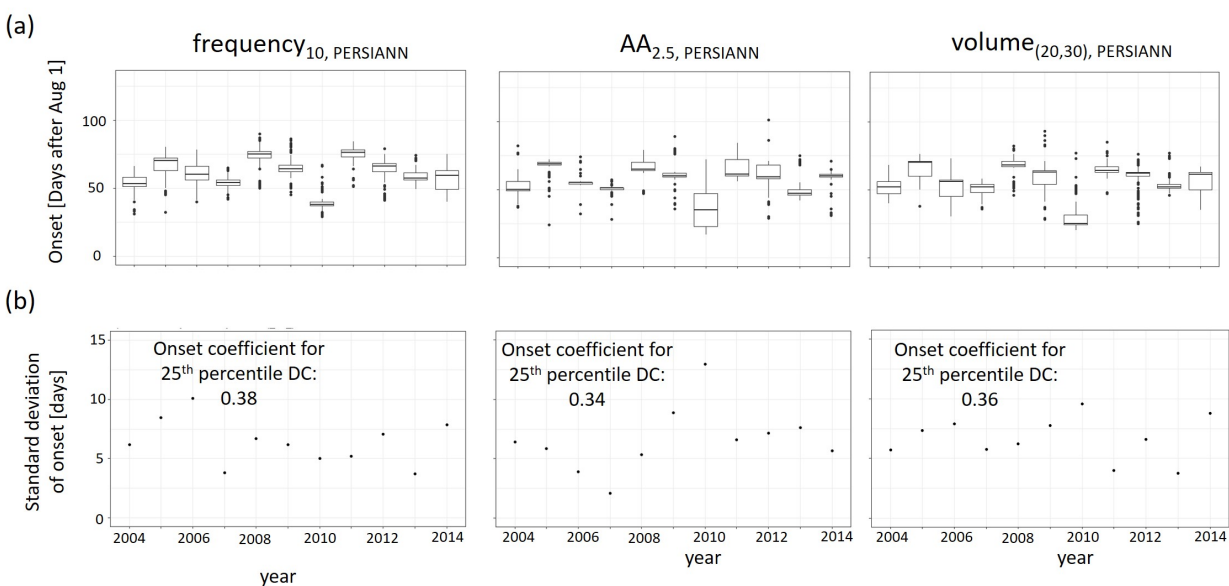 (a)
frequency10, PERSIANN
AA2.5, PERSIANN
volume(20,30), PERSIANN
Onset [Days after Aug 1]
100
50
0
(b)
Standard deviation
of onset [days]
15
10
5
0
Onset coefficient for
25th percentile DC:
0.38
Onset coefficient for
25th percentile DC:
0.34
Onset coefficient for
25th percentile DC:
0.36
2004 2006 2008 2010 2012 2014
2004 2006 2008 2010 2012 2014
2004 2006 2008 2010 2012 2014
year
year
year